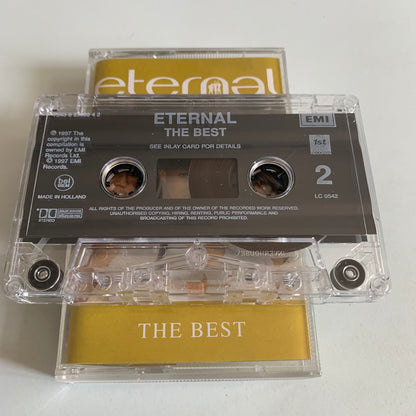 eternal
ETERNAL
THE BEST
SEE INLAY CARD FOR DETAILS
EMI
1st
2
LC 0542
℗ 1997 The
copyright in this
compilation is
owned by EMI
Records Ltd.
© 1997 EMI
Records.
bel
BIEM
MADE IN HOLLAND
STEREO
ALL RIGHTS OF THE PRODUCER AND OF THE OWNER OF THE RECORDED WORK RESERVED.
UNAUTHORISED COPYING, HIRING, RENTING, PUBLIC PERFORMANCE AND
BROADCASTING OF THIS RECORD PROHIBITED.
THE BEST